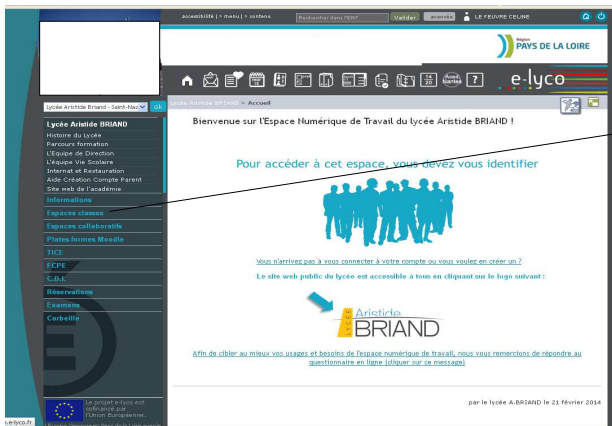 accessibilité | > menu | > contenu
Rechercher dans l'ENT
Valider
avancée
LE FEUVRE CELINE
Région
PAYS DE LA LOIRE
?
e-lyco
Lycée Aristide Briand - Saint-Naz
ok
Lycée Aristide BRIAND > Accueil
Lycée Aristide BRIAND
Histoire du Lycée
Parcours formation
L'Equipe de Direction
L'équipe Vie Scolaire
Internat et Restauration
Aide Création Compte Parent
Site web de l'académie
Informations
Espaces classes
Espaces collaboratifs
Plates-formes Moodle
TICE
FCPE
C.D.I.
Réservations
Examens
Corbeille
Le projet e-lyco est
cofinancé par
l'Union Européenne.
Bienvenue sur l'Espace Numérique de Travail du lycée Aristide BRIAND !
Pour accéder à cet espace, vous devez vous identifier
Vous n'arrivez pas à vous connecter à votre compte ou vous voulez en créer un ?
Le site web public du lycée est accessible à tous en cliquant sur le logo suivant :
LYCÉE
Aristide
BRIAND
Afin de cibler au mieux vos usages et besoins de l'espace numérique de travail, nous vous remercions de répondre au
questionnaire en ligne (cliquer sur ce message)
par le lycée A.BRIAND le 21 février 2014